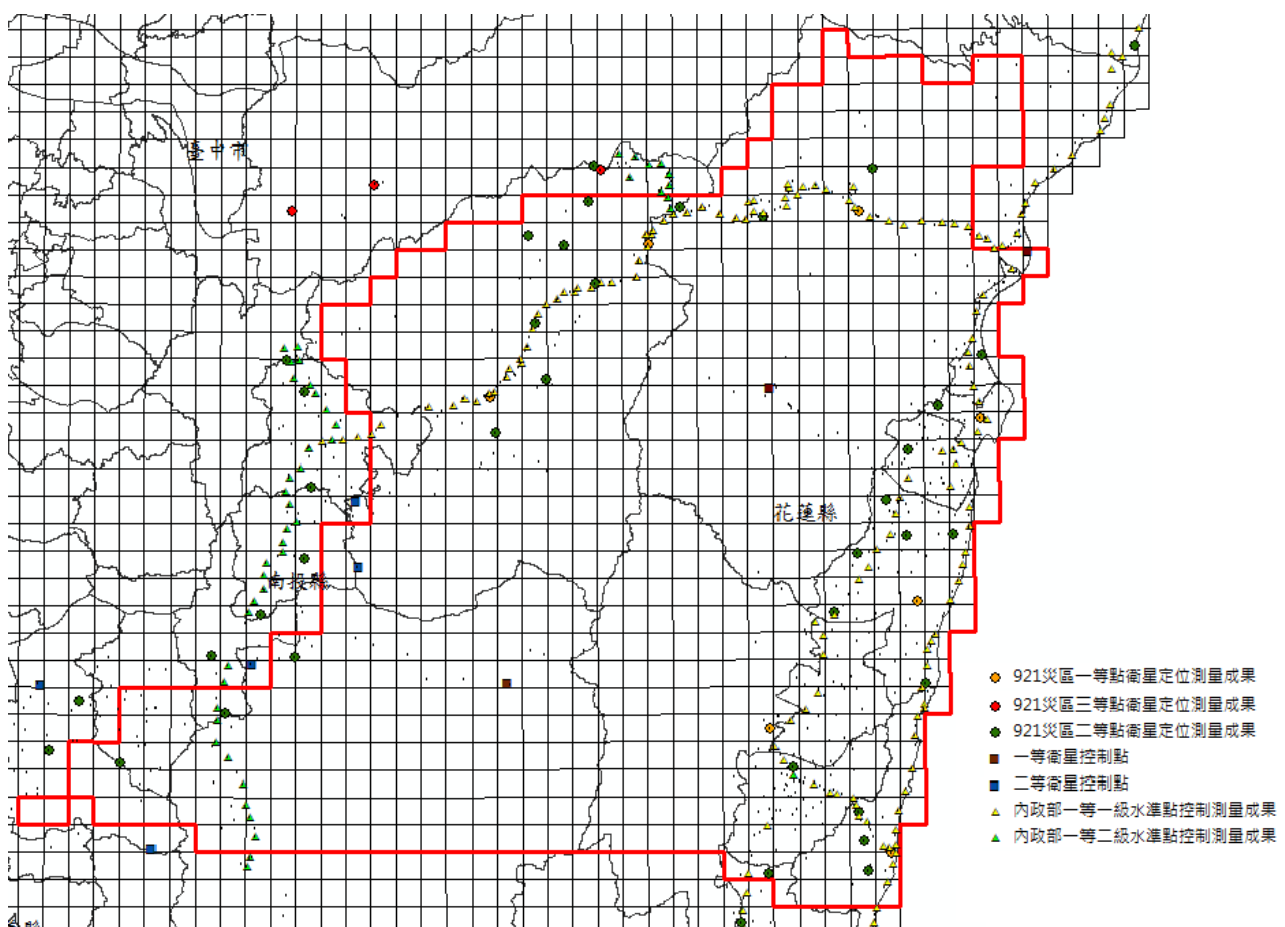 臺中市
花蓮縣
南投縣
921災區一等點衛星定位測量成果
921災區三等點衛星定位測量成果
921災區二等點衛星定位測量成果
一等衛星控制點
二等衛星控制點
內政部一等一級水準點控制測量成果
內政部一等二級水準點控制測量成果